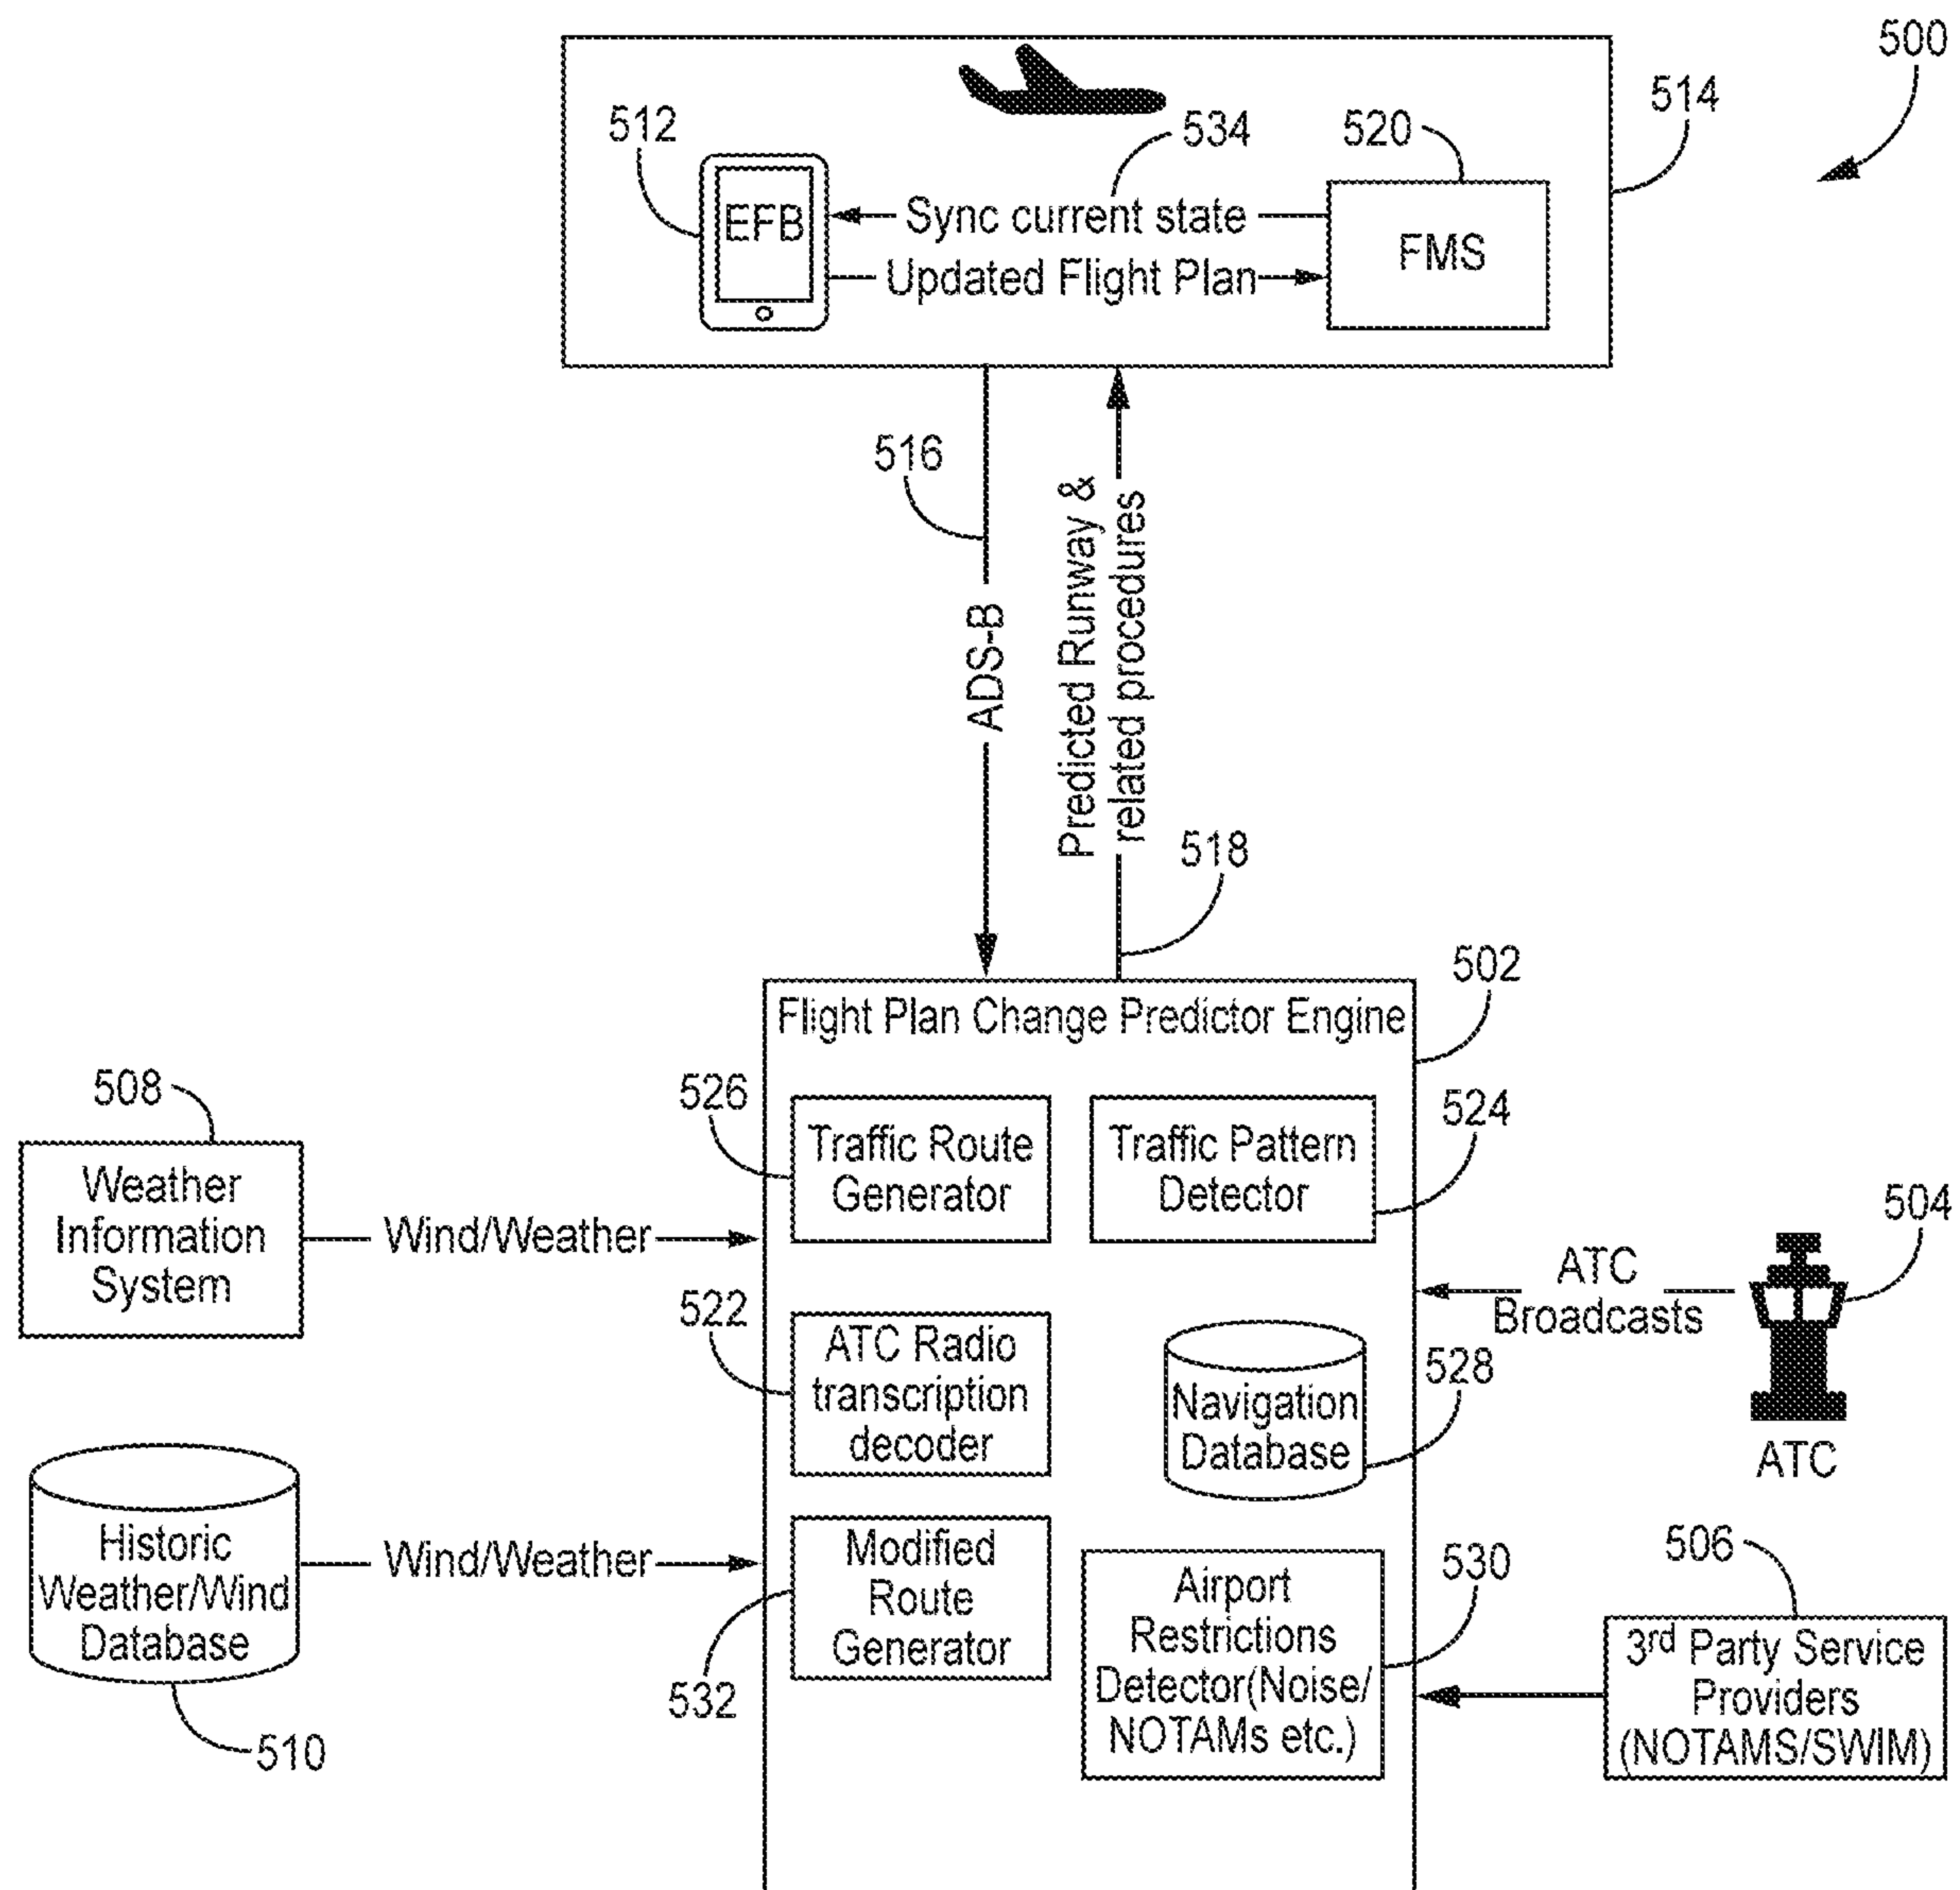 500
514
512
534
520
EFB
Sync current state
Updated Flight Plan
FMS
516
ADS-B
Predicted Runway &
related procedures
518
502
Flight Plan Change Predictor Engine
508
Weather
Information
System
Wind/Weather
526
Traffic Route
Generator
Traffic Pattern
Detector
524
504
ATC
Broadcasts
ATC
522
ATC Radio
transcription
decoder
Navigation
Database
528
Historic
Weather/Wind
Database
510
Wind/Weather
Modified
Route
Generator
532
Airport
Restrictions
Detector(Noise/
NOTAMs etc.)
530
506
3rd Party Service
Providers
(NOTAMS/SWIM)